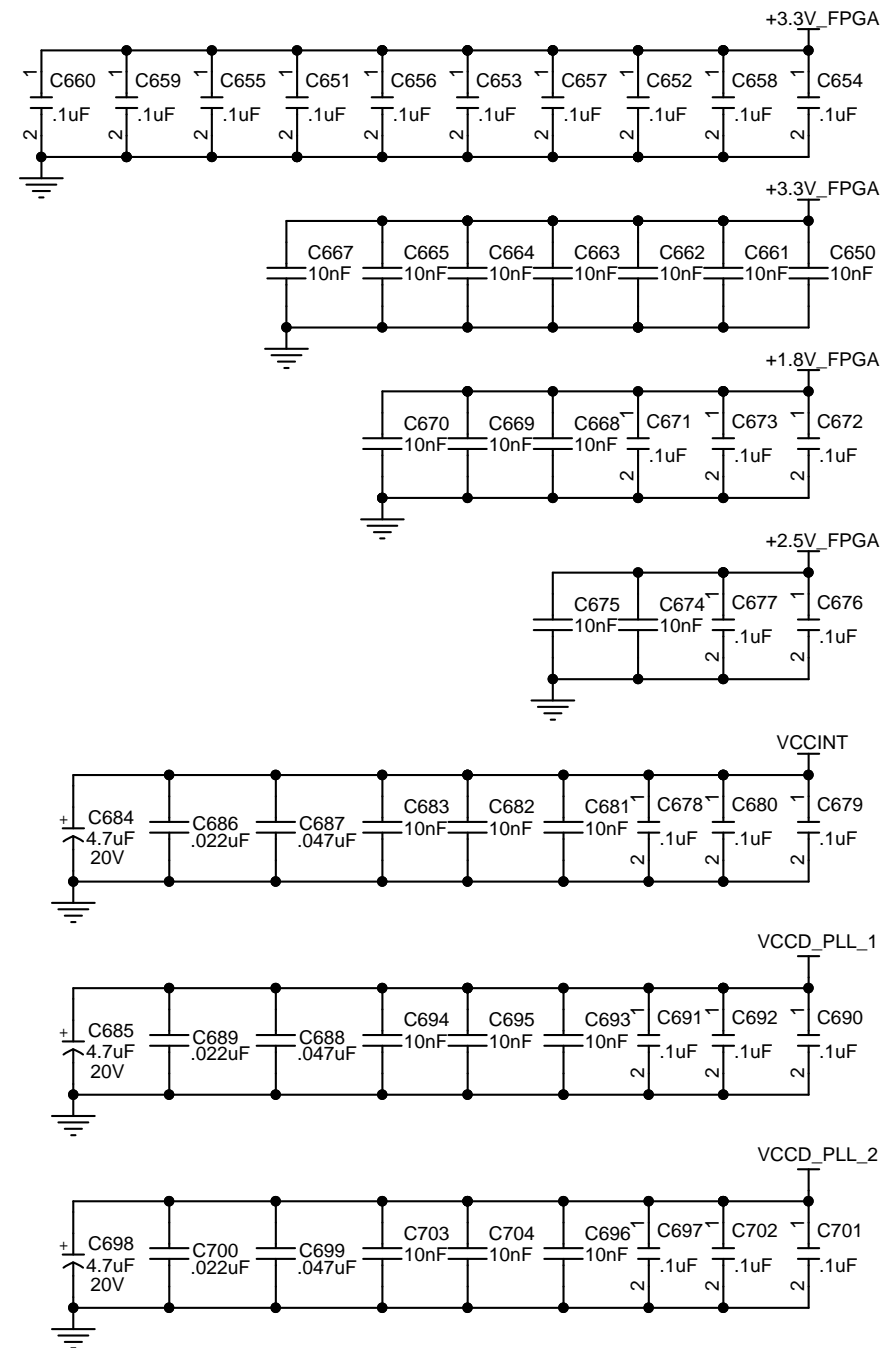 +3.3V_FPGA
1 C660 1 C659 1 C655 1 C651 1 C656 1 C653 1 C657 1 C652 1 C658 1 C654
.1uF .1uF .1uF .1uF .1uF .1uF .1uF .1uF .1uF .1uF
2 2 2 2 2 2 2 2 2 2
+3.3V_FPGA
C667 C665 C664 C663 C662 C661 C650
10nF 10nF 10nF 10nF 10nF 10nF 10nF
+1.8V_FPGA
C670 C669 C668 1 C671 1 C673 1 C672
10nF 10nF 10nF .1uF .1uF .1uF
2 2 2
+2.5V_FPGA
C675 C674 1 C677 1 C676
10nF 10nF .1uF .1uF
2 2
VCCINT
+ C684 C686 C687 C683 C682 C681 1 C678 1 C680 1 C679
4.7uF .022uF .047uF 10nF 10nF 10nF .1uF .1uF .1uF
20V 2 2 2
VCCD_PLL_1
+ C685 C689 C688 C694 C695 C693 1 C691 1 C692 1 C690
4.7uF .022uF .047uF 10nF 10nF 10nF .1uF .1uF .1uF
20V 2 2 2
VCCD_PLL_2
+ C698 C700 C699 C703 C704 C696 1 C697 1 C702 1 C701
4.7uF .022uF .047uF 10nF 10nF 10nF .1uF .1uF .1uF
20V 2 2 2